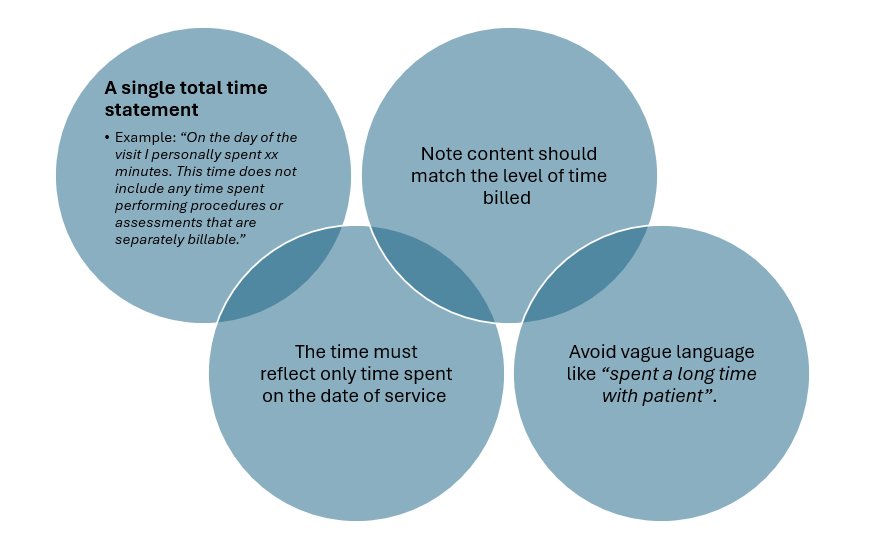 A single total time
statement
• Example: “On the day of the
visit I personally spent xx
minutes. This time does not
include any time spent
performing procedures or
assessments that are
separately billable.”
Note content should
match the level of time
billed
The time must
reflect only time spent
on the date of service
Avoid vague language
like “spent a long time
with patient”.